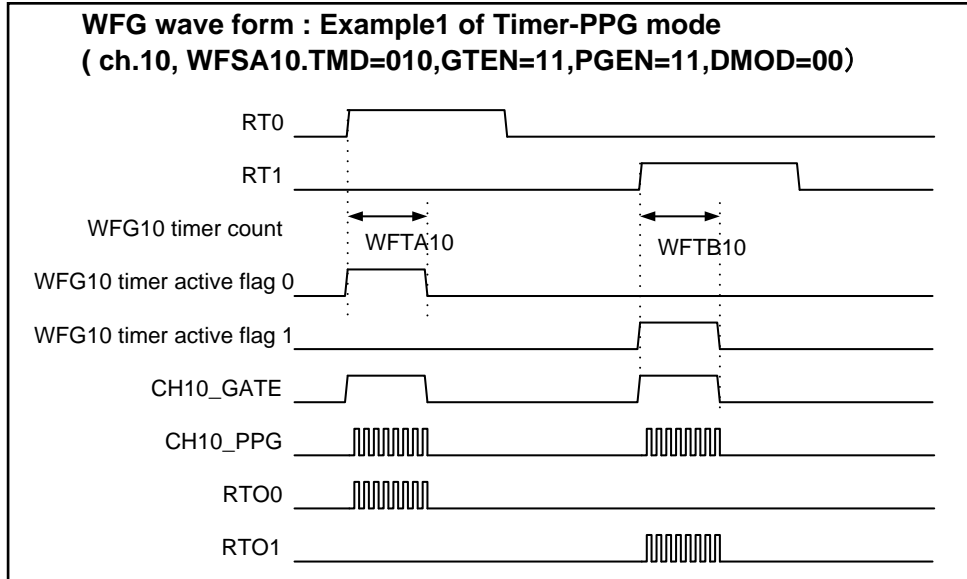 WFG wave form : Example1 of Timer-PPG mode
( ch.10, WFSA10.TMD=010,GTEN=11,PGEN=11,DMOD=00）
RT0
RT1
WFG10 timer count
WFTA10
WFTB10
WFG10 timer active flag 0
WFG10 timer active flag 1
CH10_GATE
CH10_PPG
RTO0
RTO1